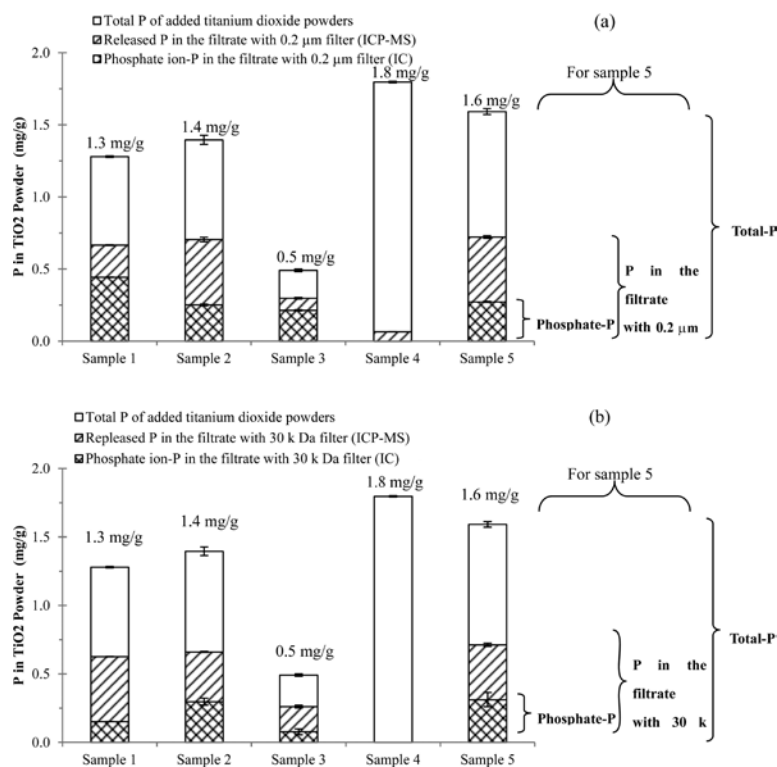 Total P of added titanium dioxide powders
Released P in the filtrate with 0.2 μm filter (ICP-MS)
Phosphate ion-P in the filtrate with 0.2 μm filter (IC)
(a)
For sample 5
P in TiO2 Powder (mg/g)
2.0
1.5
1.0
0.5
0.0
1.3 mg/g
1.4 mg/g
0.5 mg/g
1.8 mg/g
1.6 mg/g
Total-P
P in the
filtrate
with 0.2 μm
Phosphate-P
Sample 1
Sample 2
Sample 3
Sample 4
Sample 5
Total P of added titanium dioxide powders
Repleased P in the filtrate with 30 k Da filter (ICP-MS)
Phosphate ion-P in the filtrate with 30 k Da filter (IC)
(b)
For sample 5
P in TiO2 Powder (mg/g)
2.0
1.5
1.0
0.5
0.0
1.3 mg/g
1.4 mg/g
0.5 mg/g
1.8 mg/g
1.6 mg/g
Total-P
P in the
filtrate
with 30 k
Phosphate-P
Sample 1
Sample 2
Sample 3
Sample 4
Sample 5